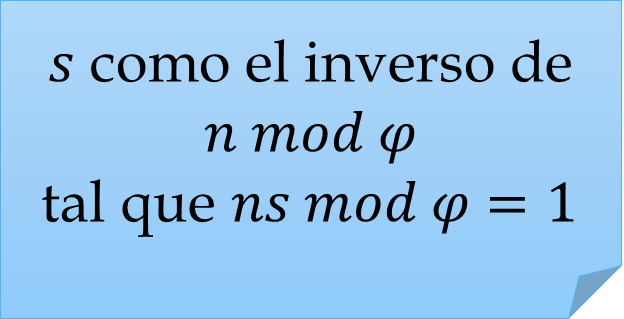 s como el inverso de
n mod φ
tal que ns mod φ = 1